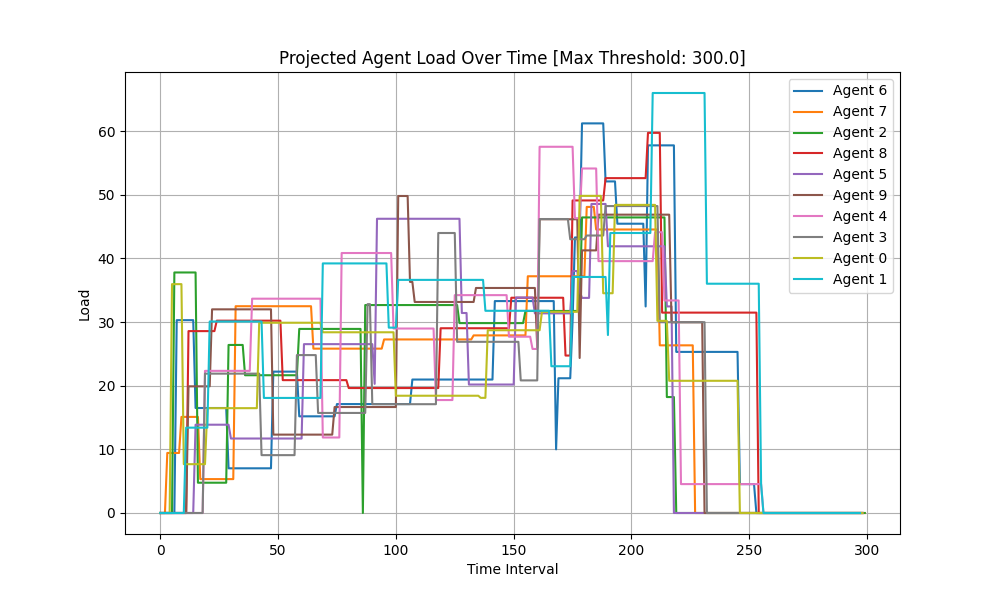 Projected Agent Load Over Time [Max Threshold: 300.0]
Load
60
50
40
30
20
10
0
0 50 100 150 200 250 300
Time Interval
Agent 6
Agent 7
Agent 2
Agent 8
Agent 5
Agent 9
Agent 4
Agent 3
Agent 0
Agent 1